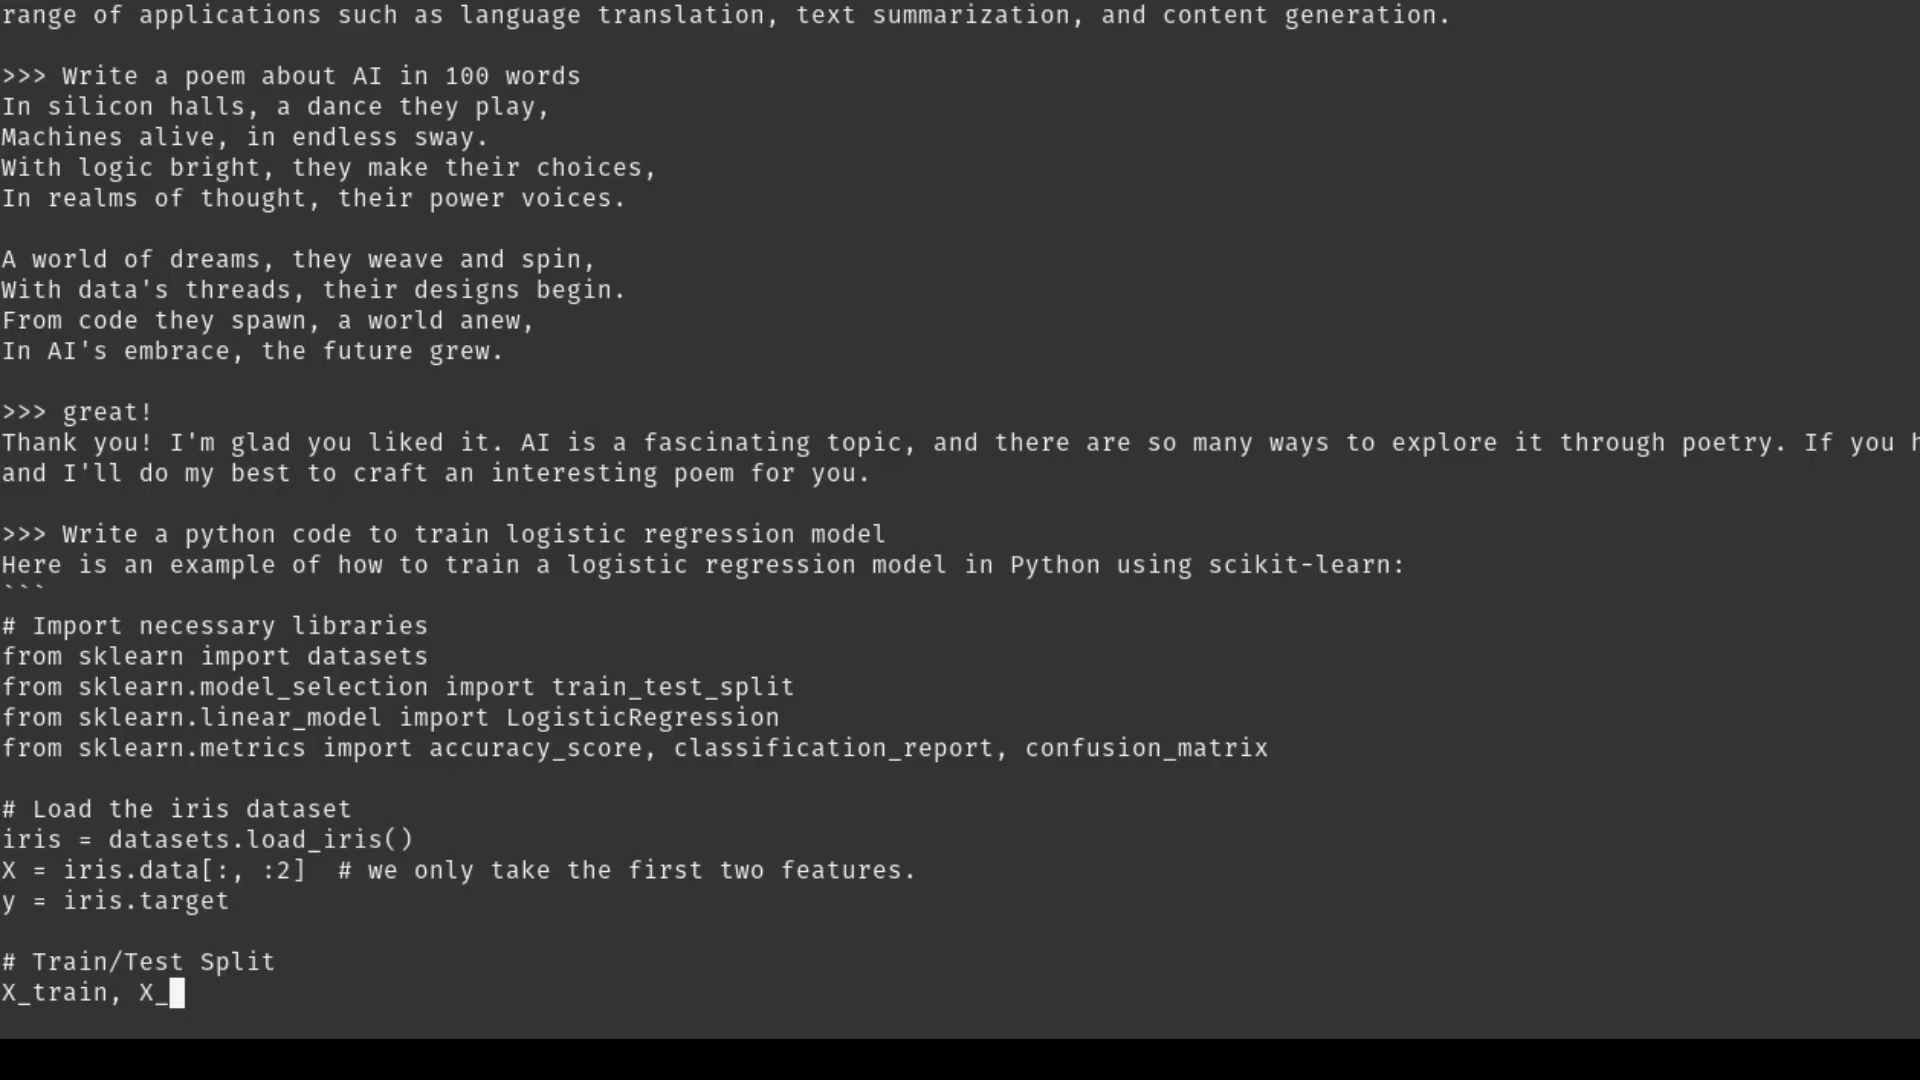 range of applications such as language translation, text summarization, and content generation.
>>> Write a poem about AI in 100 words
In silicon halls, a dance they play,
Machines alive, in endless sway.
With logic bright, they make their choices,
In realms of thought, their power voices.
A world of dreams, they weave and spin,
With data's threads, their designs begin.
From code they spawn, a world anew,
In AI's embrace, the future grew.
>>> great!
Thank you! I'm glad you liked it. AI is a fascinating topic, and there are so many ways to explore it through poetry. If you h
and I'll do my best to craft an interesting poem for you.
>>> Write a python code to train logistic regression model
Here is an example of how to train a logistic regression model in Python using scikit-learn:
```
# Import necessary libraries
from sklearn import datasets
from sklearn.model_selection import train_test_split
from sklearn.linear_model import LogisticRegression
from sklearn.metrics import accuracy_score, classification_report, confusion_matrix
# Load the iris dataset
iris = datasets.load_iris()
X = iris.data[:, :2]  # we only take the first two features.
y = iris.target
# Train/Test Split
X_train, X_